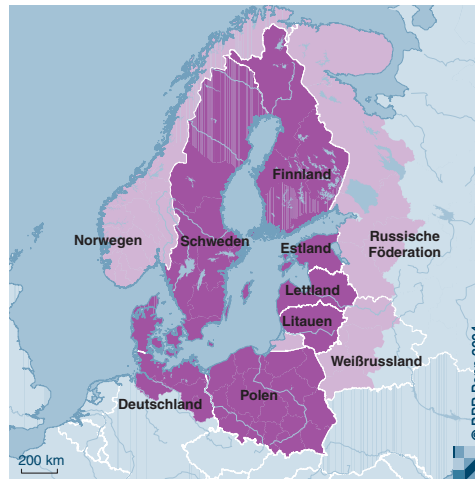 Finnland
Norwegen
Schweden
Estland
Russische
Föderation
Lettland
Litauen
Weißrussland
Deutschland
Polen
200 km